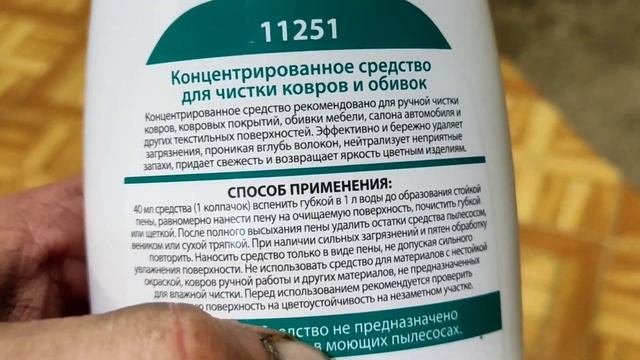 11251
Концентрированное средство
для чистки ковров и обивок
Концентрированное средство рекомендовано для ручной чистки
ковров, ковровых покрытий, обивки мебели, салона автомобиля и
других текстильных поверхностей. Эффективно и бережно удаляет
загрязнения, проникая вглубь волокон, нейтрализует неприятные
запахи, придает свежесть и возвращает яркость цветным изделиям.
СПОСОБ ПРИМЕНЕНИЯ:
40 мл средства (1 колпачок) вспенить губкой в 1 л воды до образования стойкой
пены, равномерно нанести пену на очищаемую поверхность, почистить губкой
или щеткой. После полного высыхания пены удалить остатки средства пылесосом,
веником или сухой тряпкой. При наличии сильных загрязнений и пятен обработку
повторить. Наносить средство только в виде пены, не допуская сильного
увлажнения поверхности. Не использовать средство для материалов с нестойкой
окраской, ковров ручной работы и других материалов, не предназначенных
для влажной чистки. Перед использованием рекомендуется проверить
поверхность на цветоустойчивость на незаметном участке.
средство не предназначено
в моющих пылесосах.